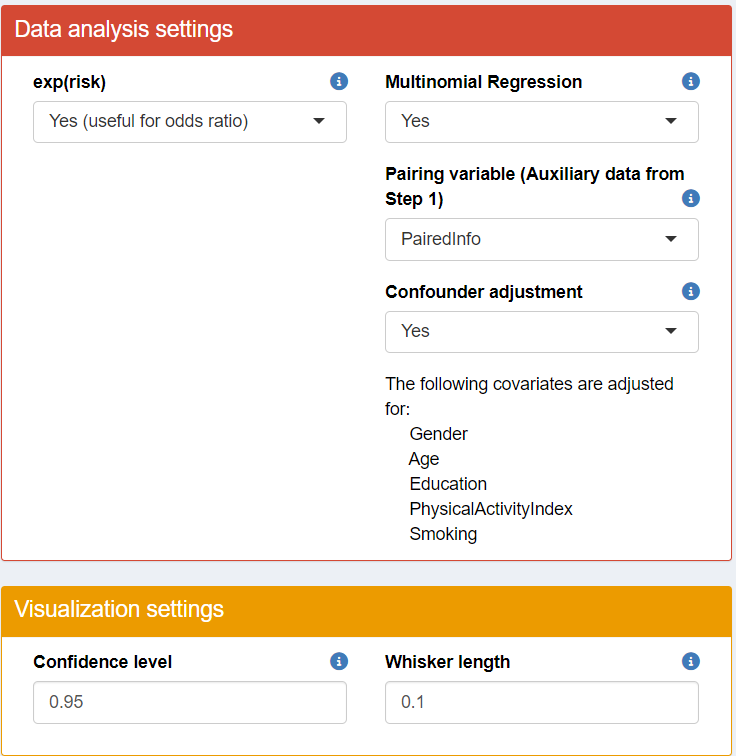 Data analysis settings
exp(risk)
Yes (useful for odds ratio)
Multinomial Regression
Yes
Pairing variable (Auxiliary data from
Step 1)
PairedInfo
Confounder adjustment
Yes
The following covariates are adjusted
for:
Gender
Age
Education
PhysicalActivityIndex
Smoking
Visualization settings
Confidence level
0.95
Whisker length
0.1